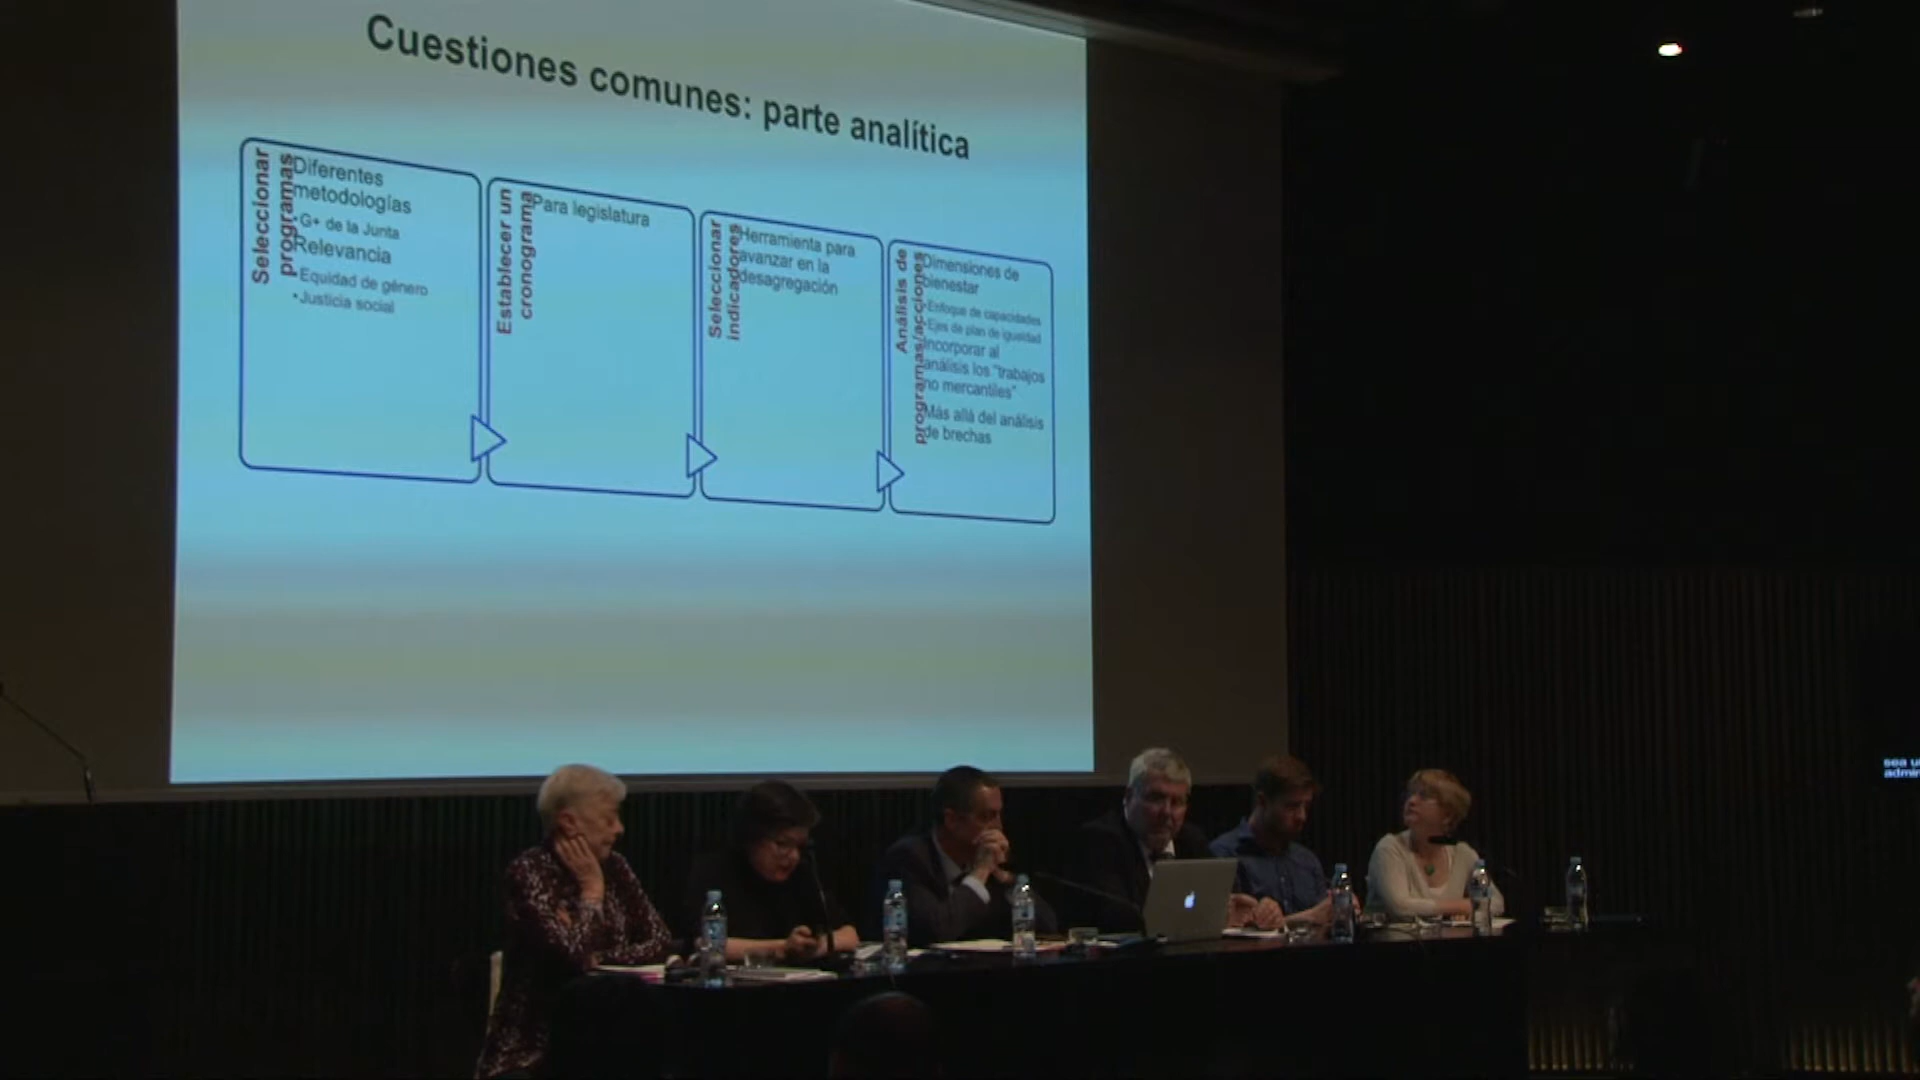 Cuestiones comunes: parte analítica
Seleccionar
programas
Diferentes
metodologías
•G+ de la Junta
Relevancia
•Equidad de género
•Justicia social
Establecer un
cronograma
Para legislatura
Seleccionar
indicadores
Herramienta para
avanzar en la
desagregación
Análisis de
programas/acciones
Dimensiones de
bienestar
•Enfoque de capacidades
•Ejes de plan de igualdad
Incorporar al
análisis los "trabajos
no mercantiles"
Más allá del análisis
de brechas
sea